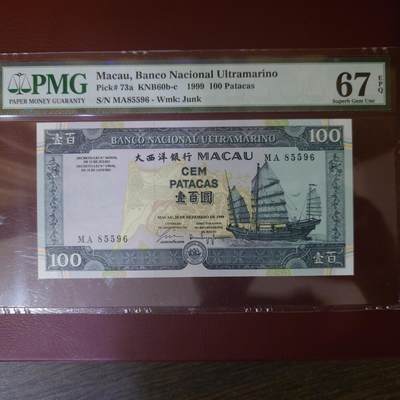 PMG
PAPER MONEY GUARANTY
Macau, Banco Nacional Ultramarino
Pick# 73a KNB60b-c 1999 100 Patacas
S/N MA85596 - Wmk: Junk
67 EPQ
Superb Gem Unc
壹百 BANCO NACIONAL ULTRAMARINO 100
大西洋銀行 MACAU
MA 85596
CEM
PATACAS
壹百圓
MACAU, 20 DE DEZEMBRO DE 1999
MA 85596
100 壹百